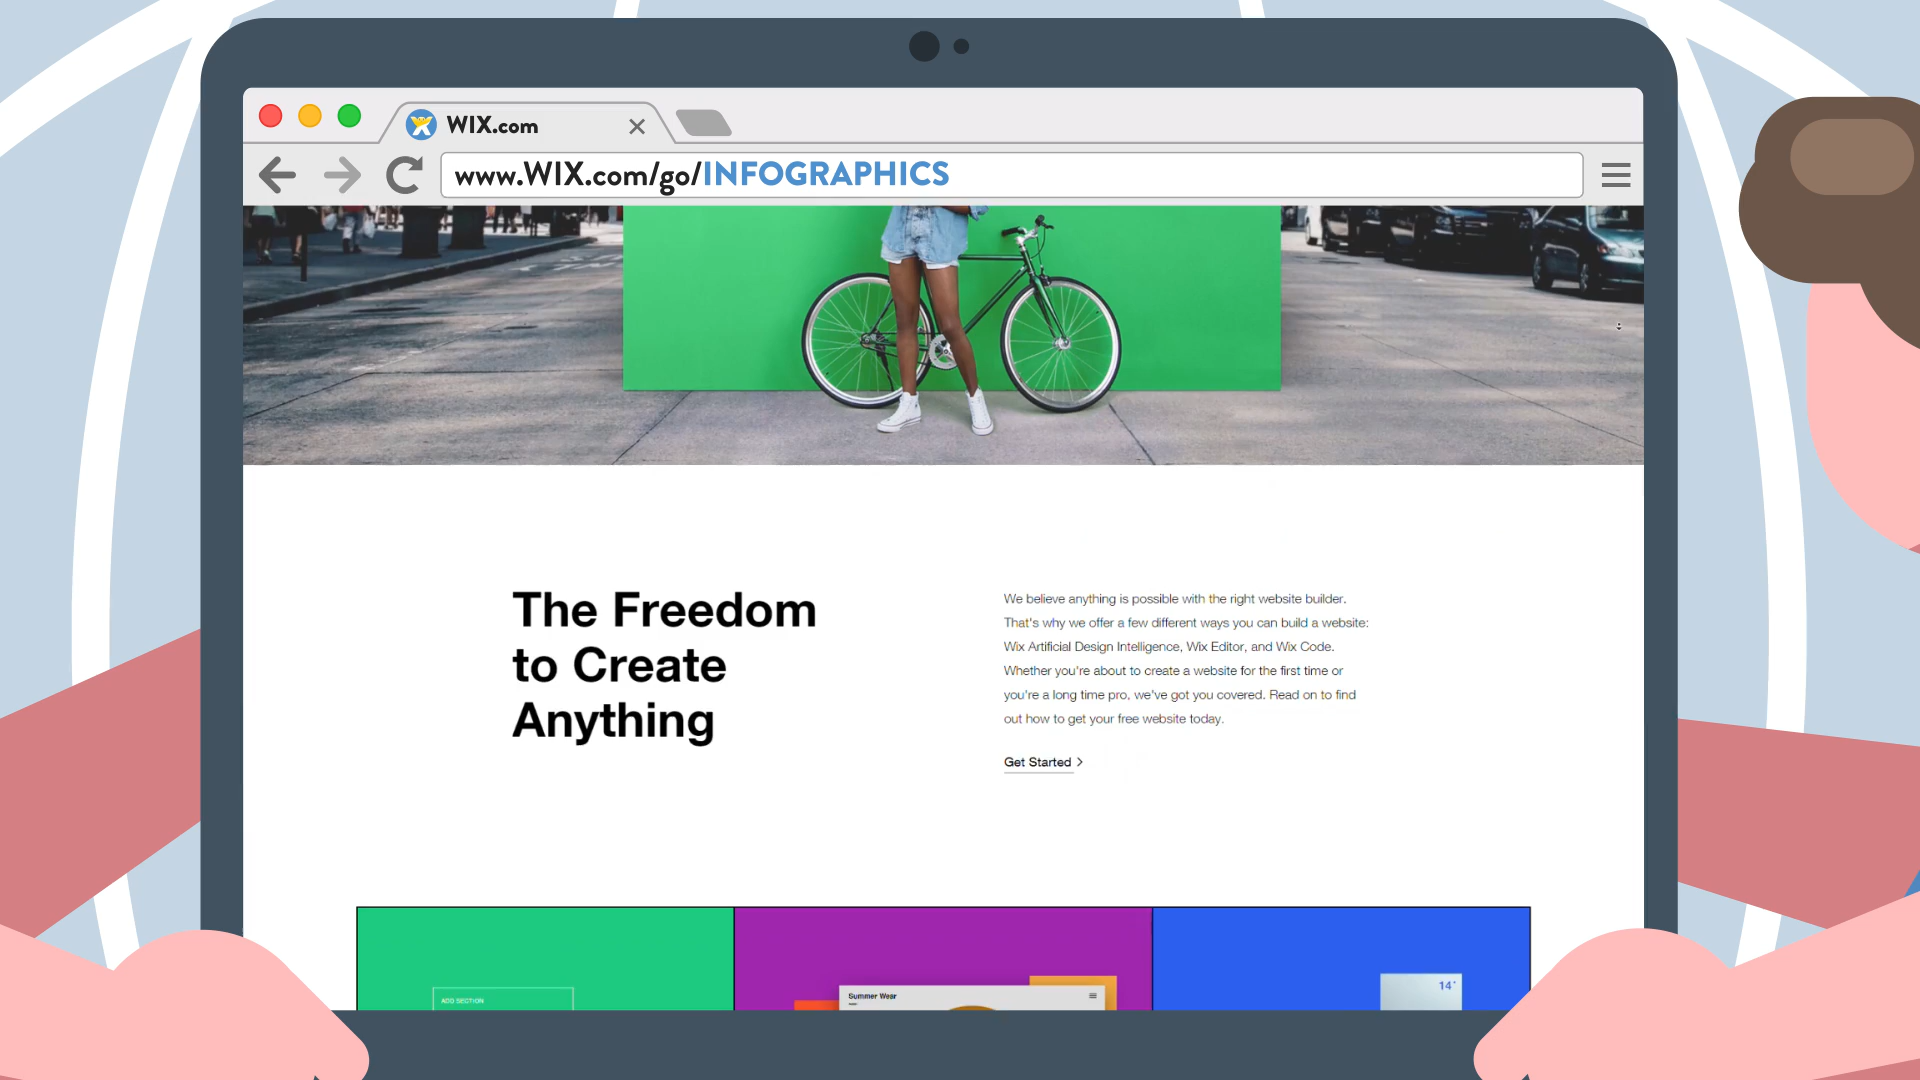 WIX.com
www.WIX.com/go/INFOGRAPHICS
The Freedom
to Create
Anything
We believe anything is possible with the right website builder.
That's why we offer a few different ways you can build a website:
Wix Artificial Design Intelligence, Wix Editor, and Wix Code.
Whether you're about to create a website for the first time or
you're a long time pro, we've got you covered. Read on to find
out how to get your free website today.
Get Started >
ADD SECTION
Summer Wear
14°